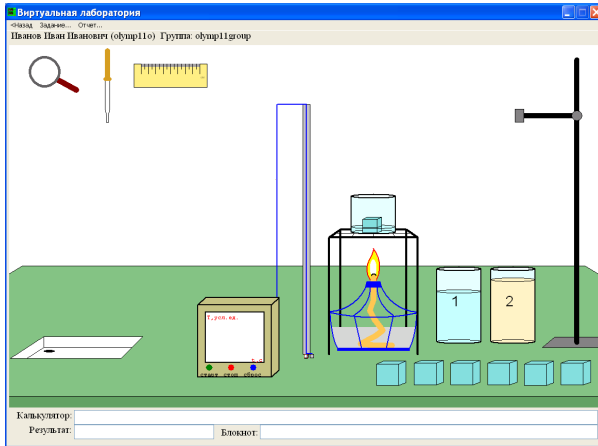 Виртуальная лаборатория
<Назад Задание... Отчет...
Иванов Иван Иванович (olymp11o) Группа: olymp11group
T,усл.ед.
t,c
старт стоп сброс
1
2
Калькулятор:
Результат:
Блокнот: